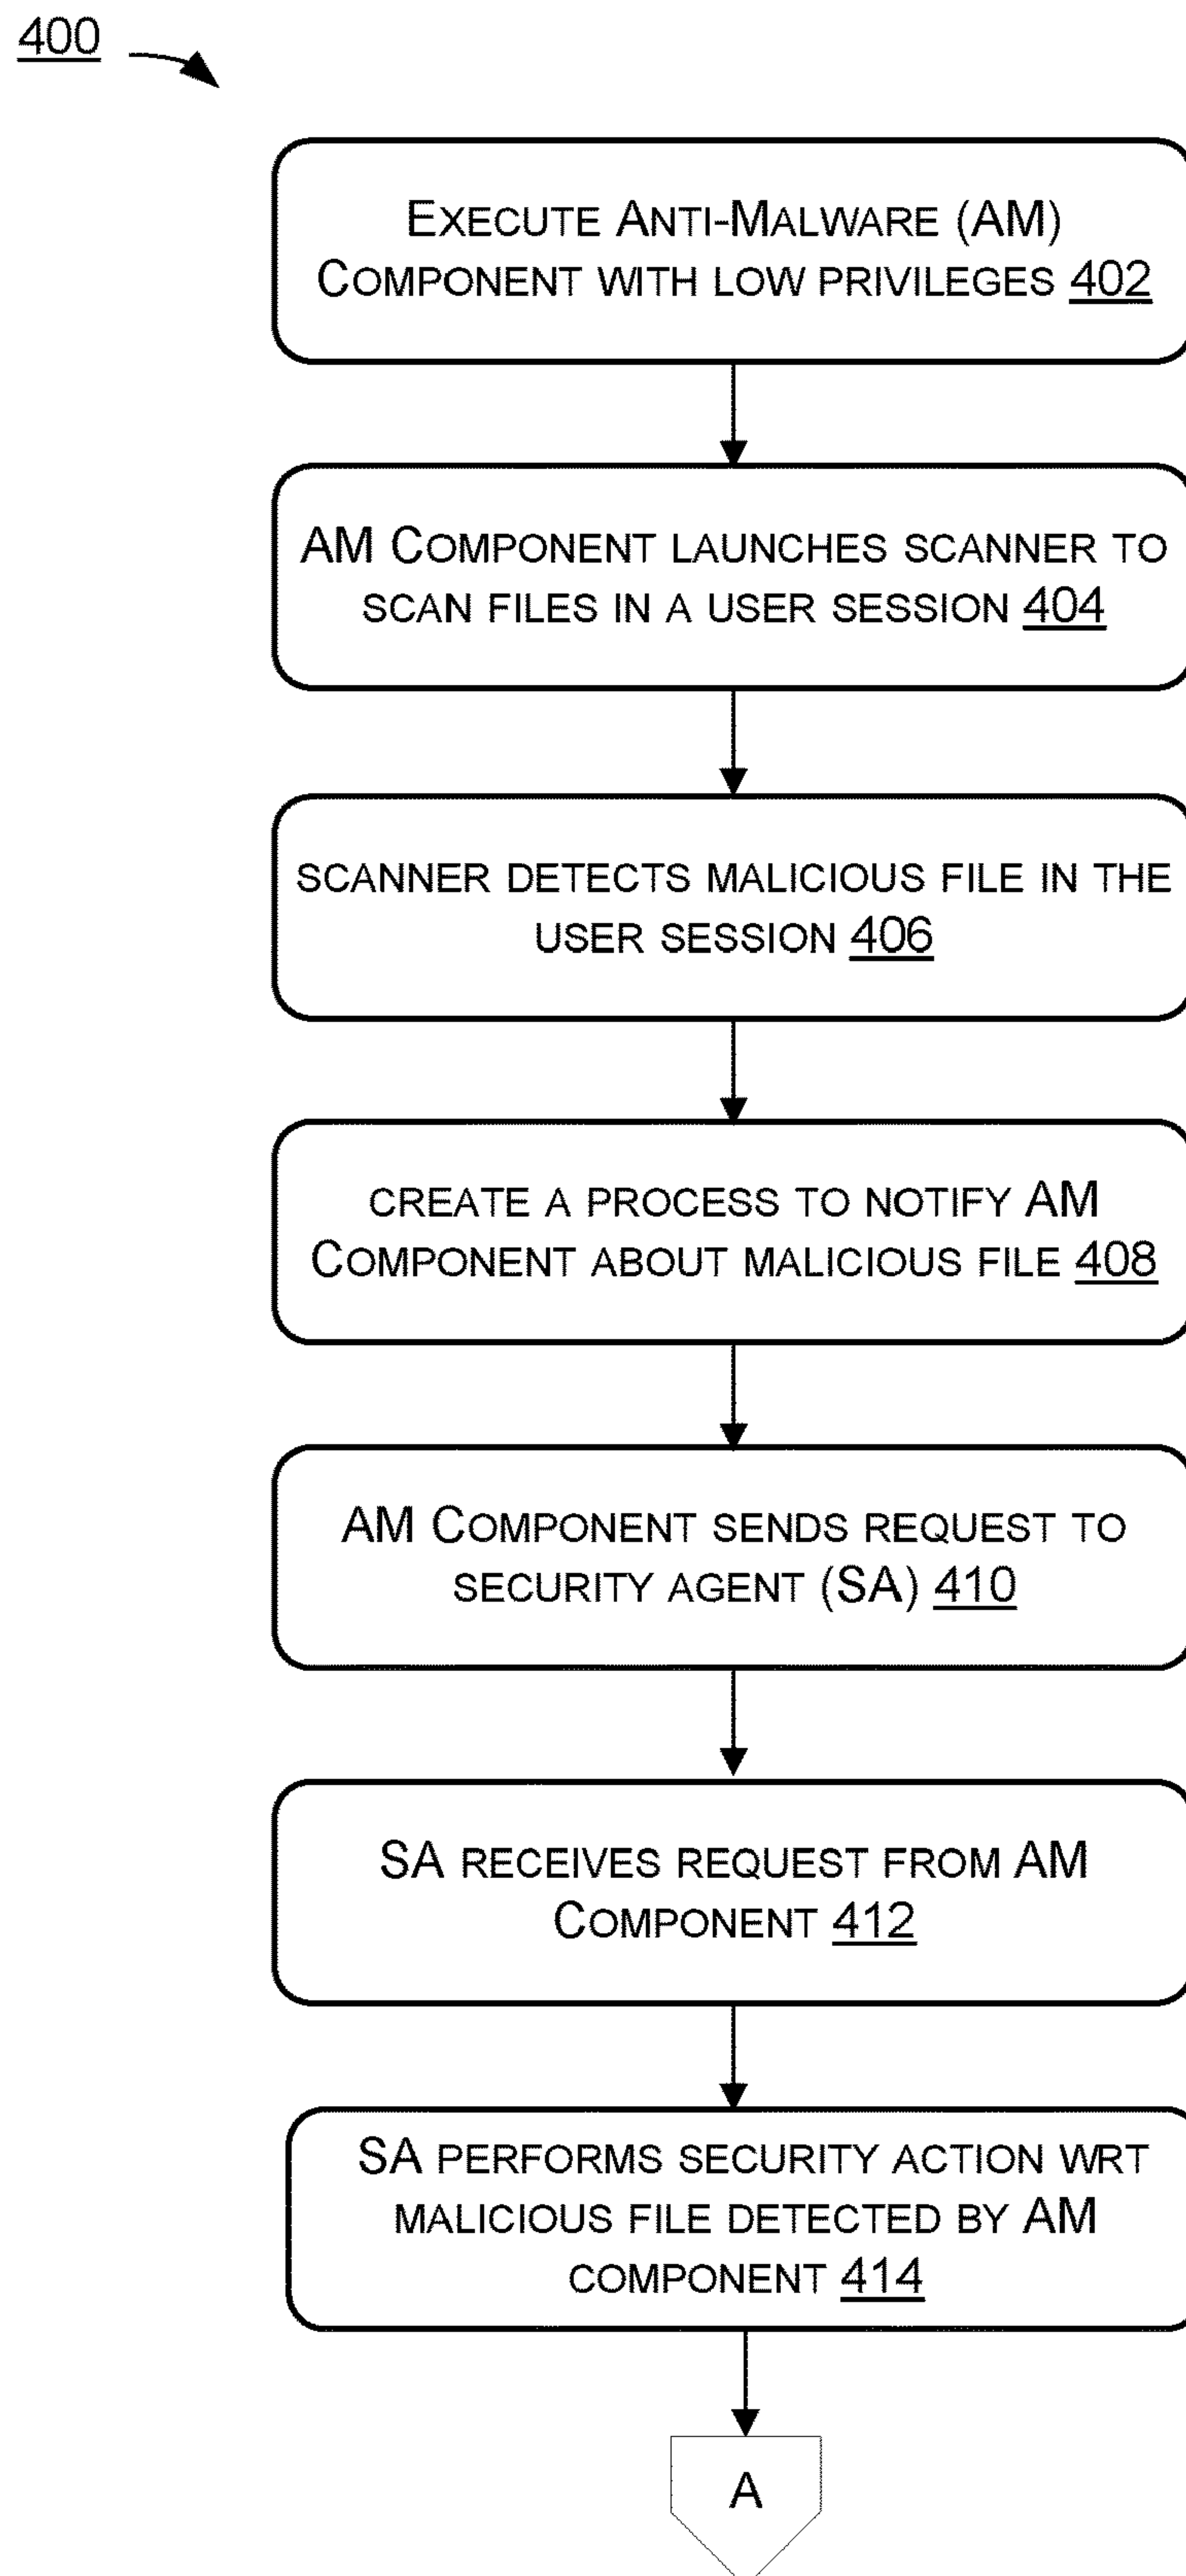 400
EXECUTE ANTI-MALWARE (AM)
COMPONENT WITH LOW PRIVILEGES 402
AM COMPONENT LAUNCHES SCANNER TO
SCAN FILES IN A USER SESSION 404
SCANNER DETECTS MALICIOUS FILE IN THE
USER SESSION 406
CREATE A PROCESS TO NOTIFY AM
COMPONENT ABOUT MALICIOUS FILE 408
AM COMPONENT SENDS REQUEST TO
SECURITY AGENT (SA) 410
SA RECEIVES REQUEST FROM AM
COMPONENT 412
SA PERFORMS SECURITY ACTION WRT
MALICIOUS FILE DETECTED BY AM
COMPONENT 414
A